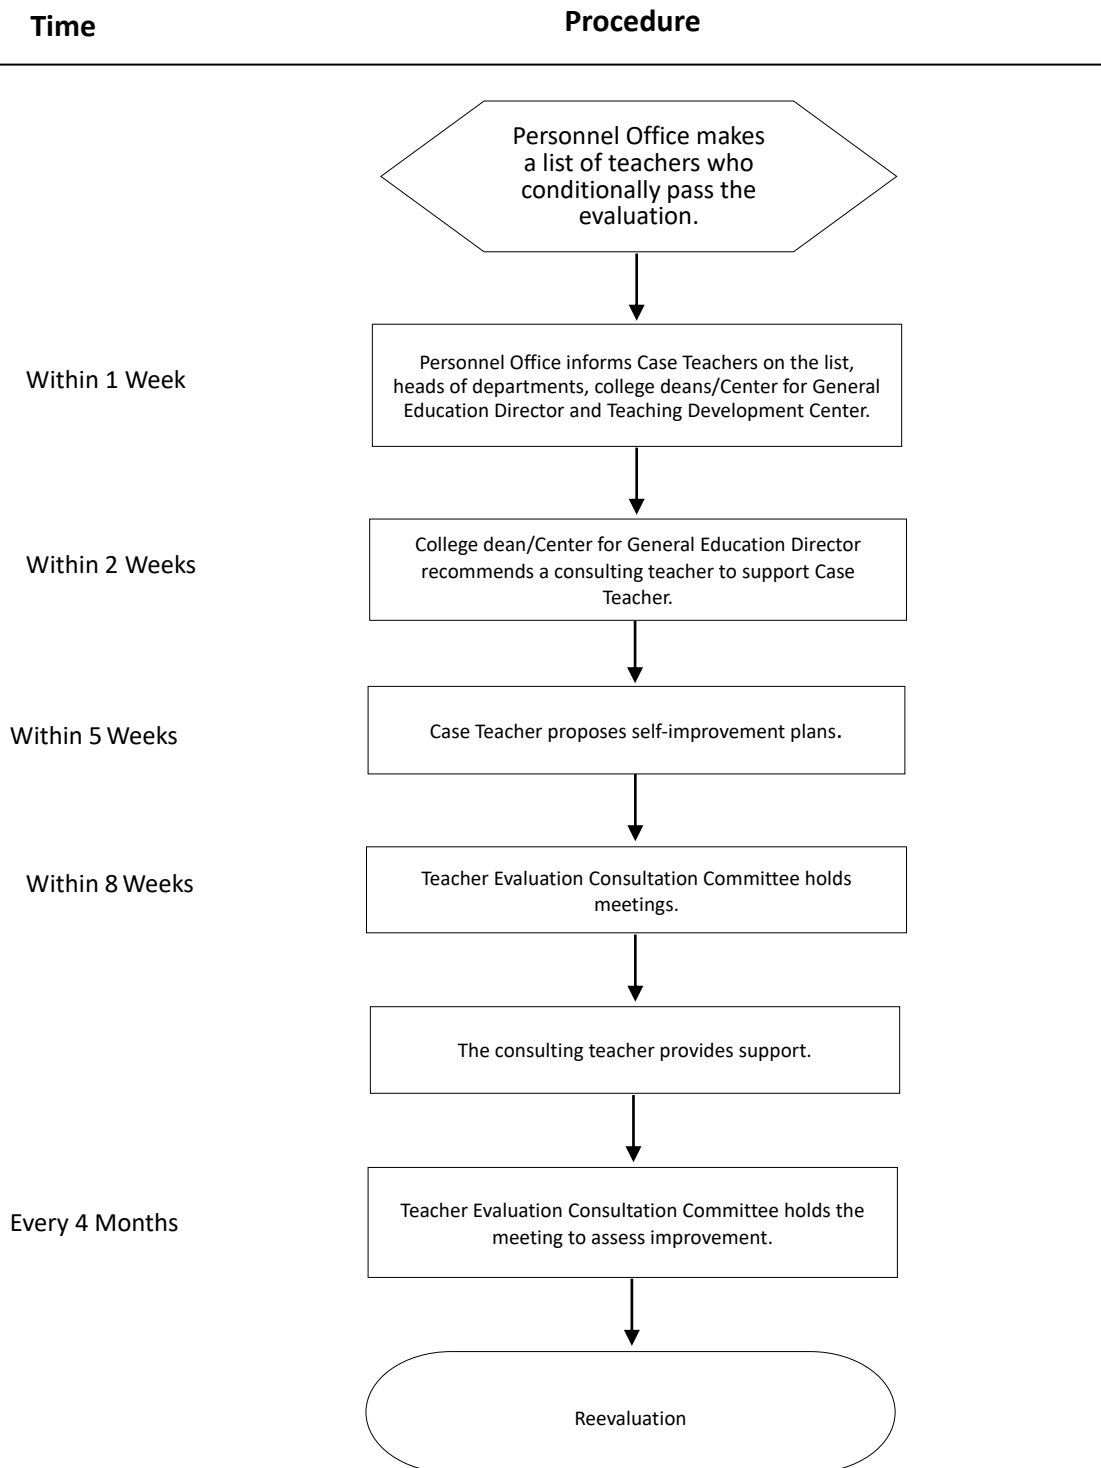 Time
Procedure
Personnel Office makes
a list of teachers who
conditionally pass the
evaluation.
Within 1 Week
Personnel Office informs Case Teachers on the list,
heads of departments, college deans/Center for General
Education Director and Teaching Development Center.
Within 2 Weeks
College dean/Center for General Education Director
recommends a consulting teacher to support Case
Teacher.
Within 5 Weeks
Case Teacher proposes self-improvement plans.
Within 8 Weeks
Teacher Evaluation Consultation Committee holds
meetings.
The consulting teacher provides support.
Every 4 Months
Teacher Evaluation Consultation Committee holds the
meeting to assess improvement.
Reevaluation